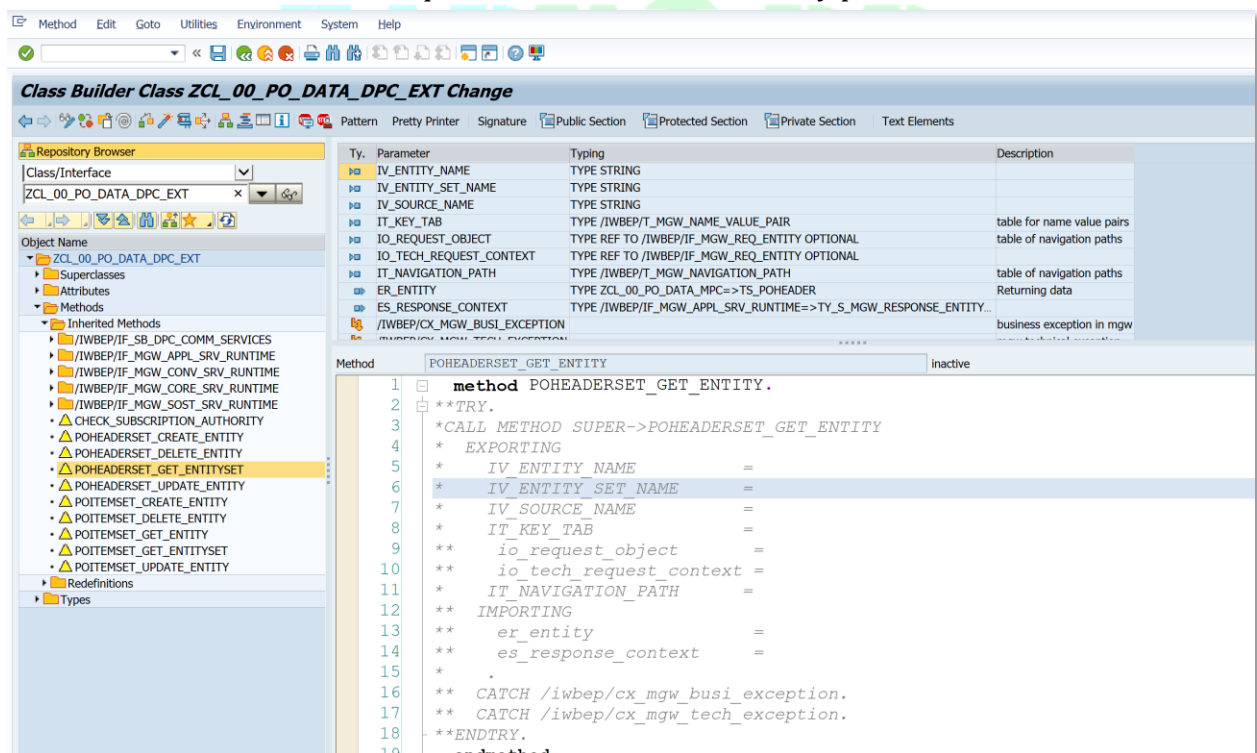 Method Edit Goto Utilities Environment System Help
Class Builder Class ZCL_00_PO_DATA_DPC_EXT Change
Pattern Pretty Printer Signature Public Section Protected Section Private Section Text Elements
Repository Browser
Class/Interface
ZCL_00_PO_DATA_DPC_EXT
Object Name
ZCL_00_PO_DATA_DPC_EXT
Superclasses
Attributes
Methods
Inherited Methods
/IWBEP/IF_SB_DPC_COMM_SERVICES
/IWBEP/IF_MGW_APPL_SRV_RUNTIME
/IWBEP/IF_MGW_CONV_SRV_RUNTIME
/IWBEP/IF_MGW_CORE_SRV_RUNTIME
/IWBEP/IF_MGW_SOST_SRV_RUNTIME
CHECK_SUBSCRIPTION_AUTHORITY
POHEADERSET_CREATE_ENTITY
POHEADERSET_DELETE_ENTITY
POHEADERSET_GET_ENTITYSET
POHEADERSET_UPDATE_ENTITY
POITEMSET_CREATE_ENTITY
POITEMSET_DELETE_ENTITY
POITEMSET_GET_ENTITY
POITEMSET_GET_ENTITYSET
POITEMSET_UPDATE_ENTITY
Redefinitions
Types
Ty. Parameter Typing Description
IV_ENTITY_NAME TYPE STRING
IV_ENTITY_SET_NAME TYPE STRING
IV_SOURCE_NAME TYPE STRING
IT_KEY_TAB TYPE /IWBEP/T_MGW_NAME_VALUE_PAIR table for name value pairs
IO_REQUEST_OBJECT TYPE REF TO /IWBEP/IF_MGW_REQ_ENTITY OPTIONAL table of navigation paths
IO_TECH_REQUEST_CONTEXT TYPE REF TO /IWBEP/IF_MGW_REQ_ENTITY OPTIONAL
IT_NAVIGATION_PATH TYPE /IWBEP/T_MGW_NAVIGATION_PATH table of navigation paths
ER_ENTITY TYPE ZCL_00_PO_DATA_MPC=>TS_POHEADER Returning data
ES_RESPONSE_CONTEXT TYPE /IWBEP/IF_MGW_APPL_SRV_RUNTIME=>TY_S_MGW_RESPONSE_ENTITY...
/IWBEP/CX_MGW_BUSI_EXCEPTION business exception in mgw
Method POHEADERSET_GET_ENTITY inactive
1 method POHEADERSET_GET_ENTITY.
2 **TRY.
3 *CALL METHOD SUPER->POHEADERSET_GET_ENTITY
4 * EXPORTING
5 * IV_ENTITY_NAME =
6 * IV_ENTITY_SET_NAME =
7 * IV_SOURCE_NAME =
8 * IT_KEY_TAB =
9 ** io_request_object =
10 ** io_tech_request_context =
11 * IT_NAVIGATION_PATH =
12 ** IMPORTING
13 ** er_entity =
14 ** es_response_context =
15 * .
16 ** CATCH /iwbep/cx_mgw_busi_exception.
17 ** CATCH /iwbep/cx_mgw_tech_exception.
18 **ENDTRY.